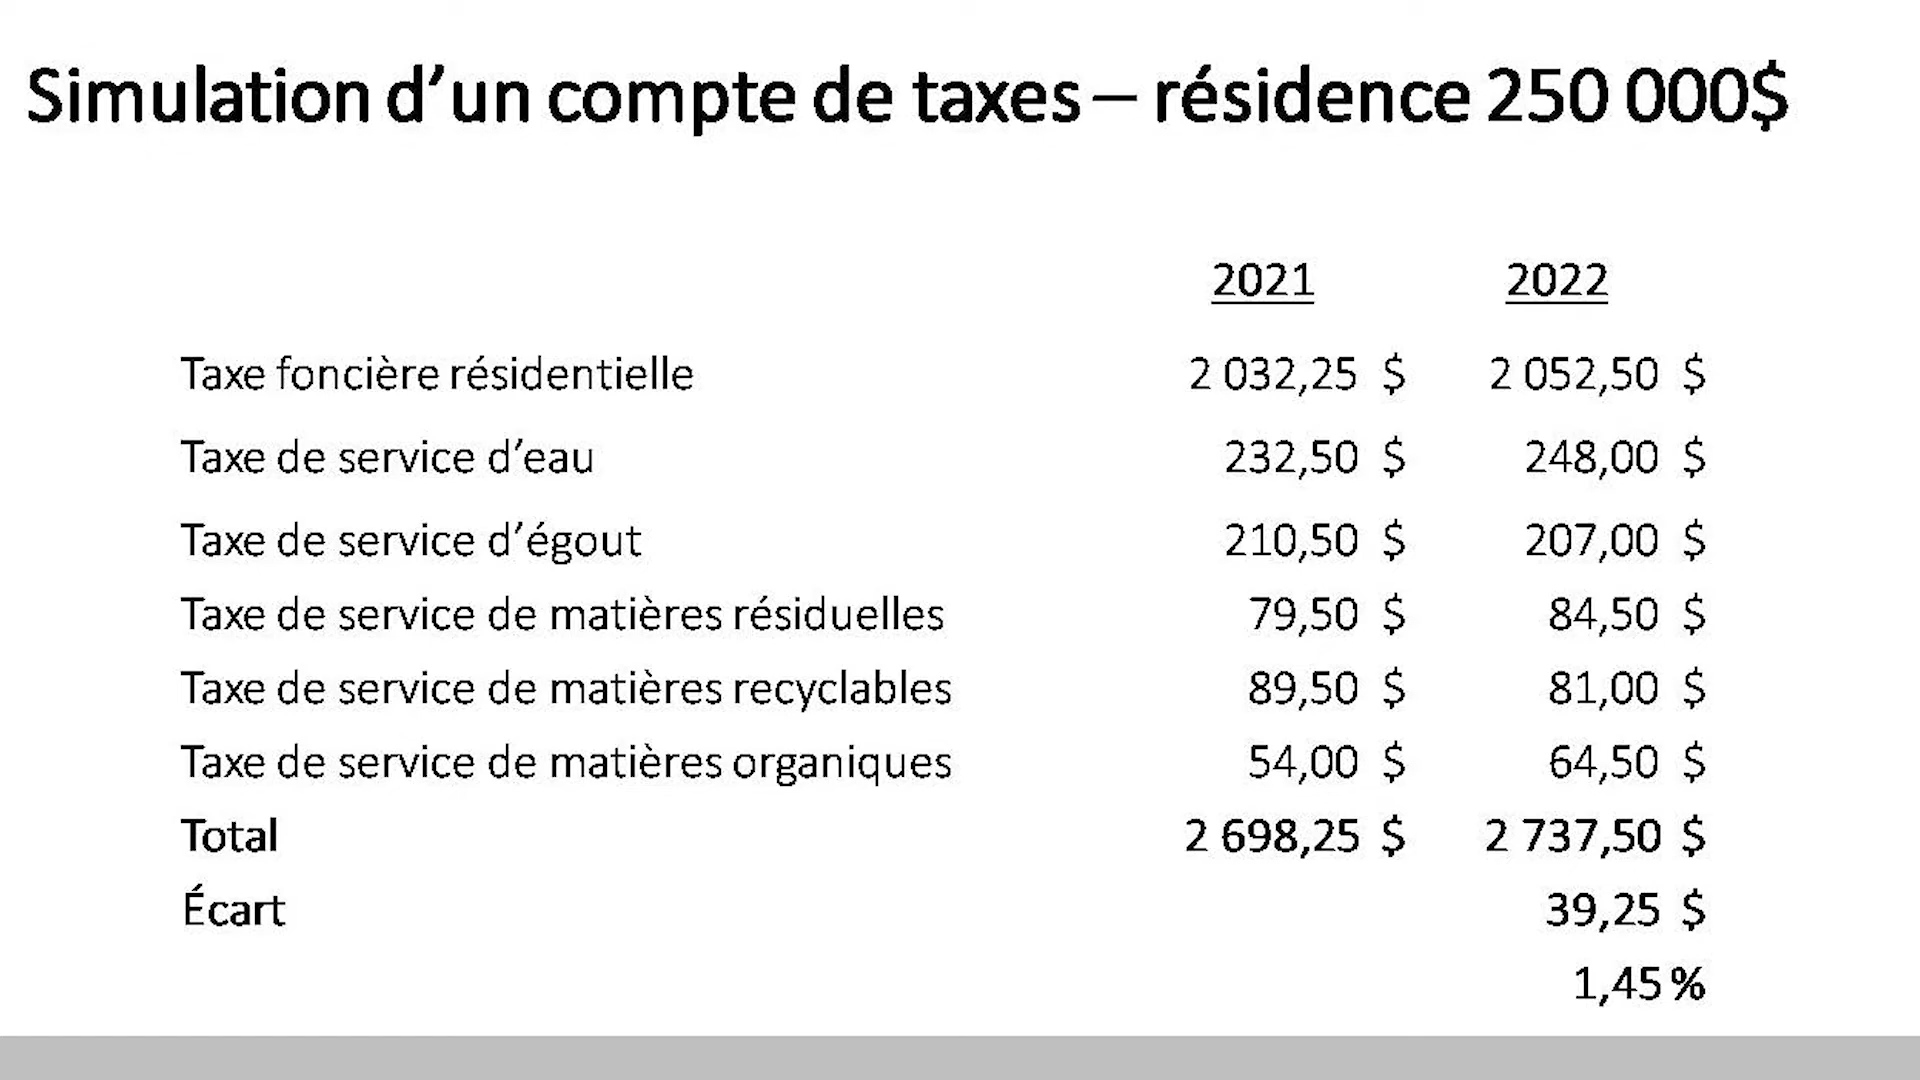 Simulation d’un compte de taxes – résidence 250 000$
2021 2022
Taxe foncière résidentielle 2 032,25 $ 2 052,50 $
Taxe de service d’eau 232,50 $ 248,00 $
Taxe de service d’égout 210,50 $ 207,00 $
Taxe de service de matières résiduelles 79,50 $ 84,50 $
Taxe de service de matières recyclables 89,50 $ 81,00 $
Taxe de service de matières organiques 54,00 $ 64,50 $
Total 2 698,25 $ 2 737,50 $
Écart 39,25 $
1,45 %